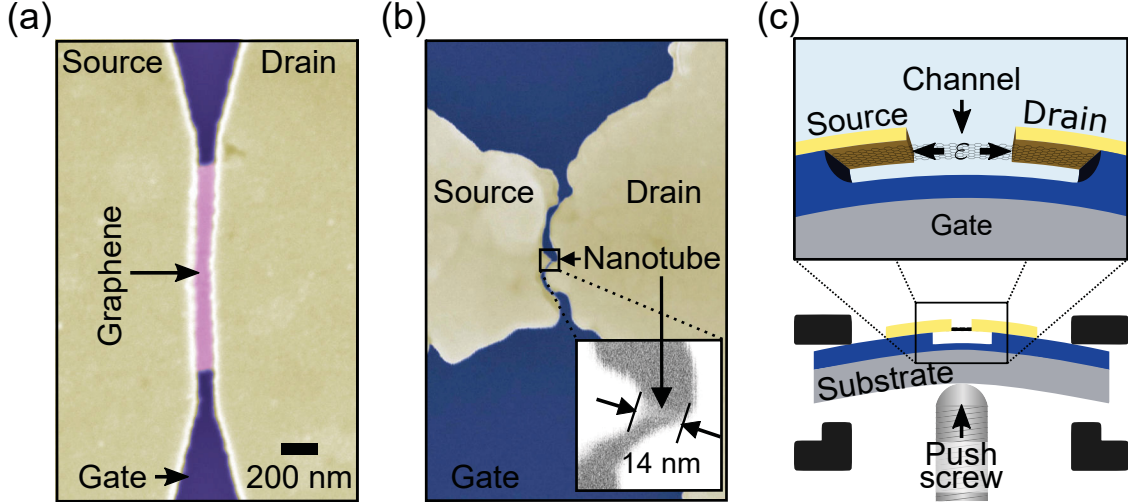 (a)
Source
Drain
Graphene
Gate
200 nm
(b)
Source
Drain
Nanotube
14 nm
Gate
(c)
Channel
Source
Drain
ε
Gate
Substrate
Push
screw